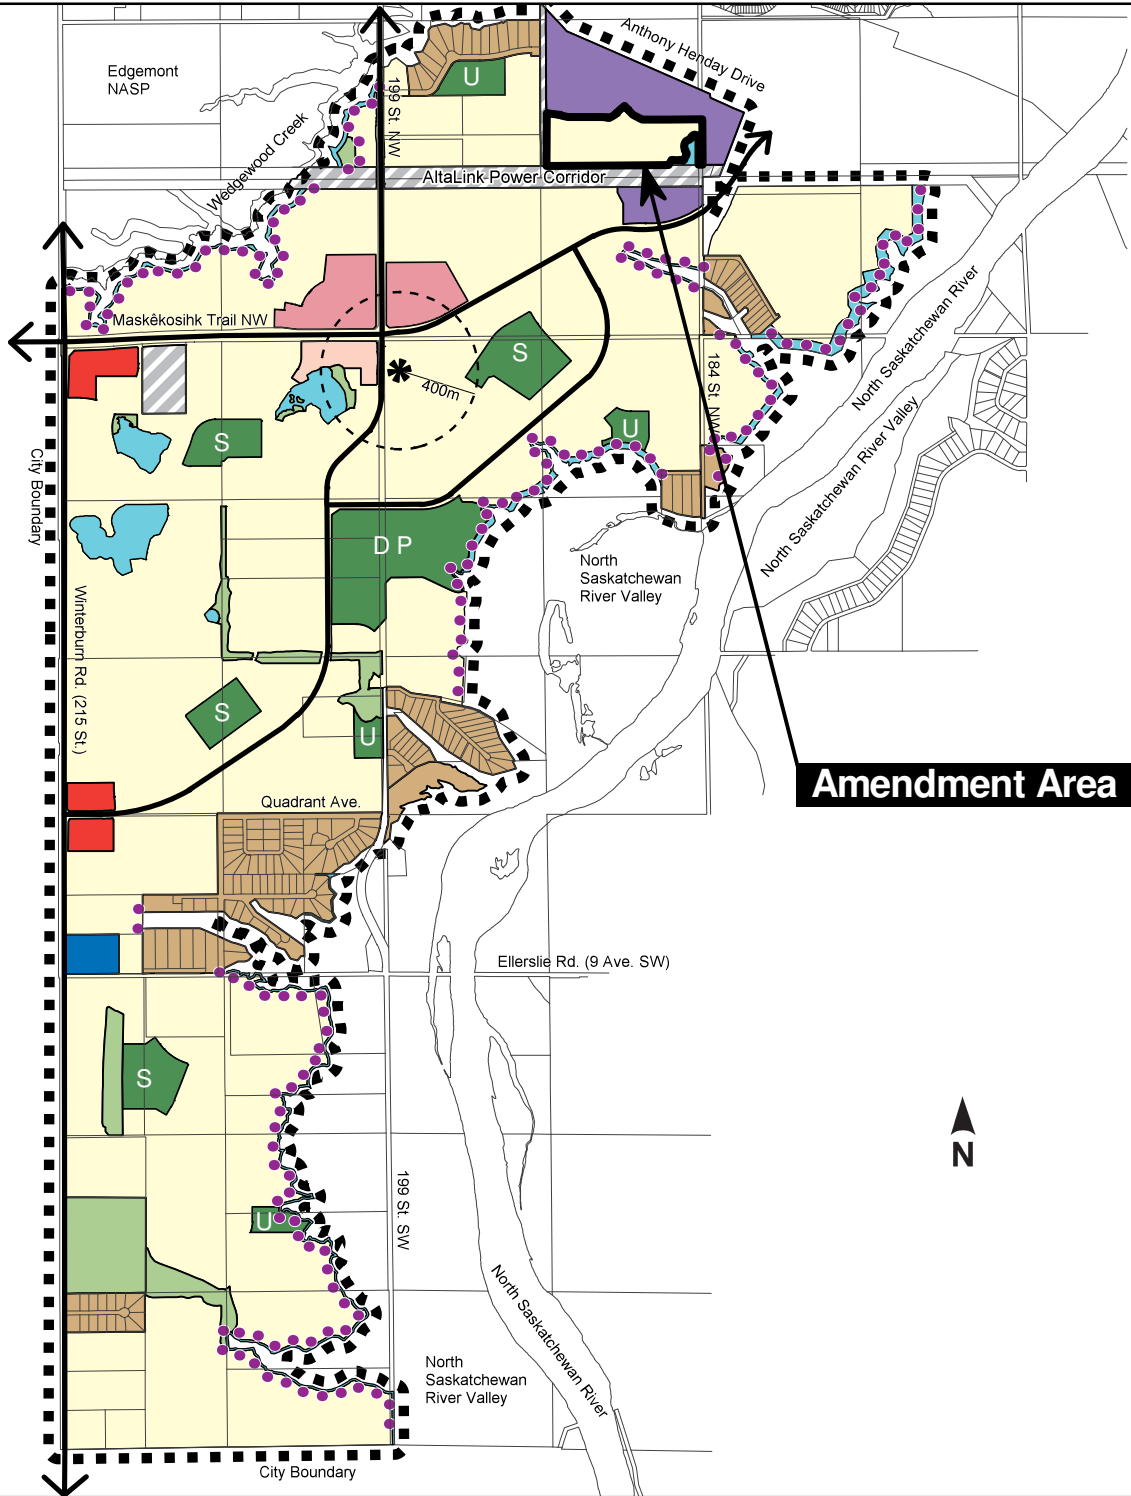 Anthony Henday Drive
Edgemont
NASP
U
199 St. NW
Wedgewood Creek
AltaLink Power Corridor
Maskêkosihk Trail NW
S
400m
184 St. NW
North Saskatchewan River
North Saskatchewan River Valley
S
U
City Boundary
D P
North
Saskatchewan
River Valley
Winterburn Rd. (215 St.)
S
U
Amendment Area
Quadrant Ave.
Ellerslie Rd. (9 Ave. SW)
S
N
199 St. SW
U
North Saskatchewan River
North
Saskatchewan
River Valley
City Boundary